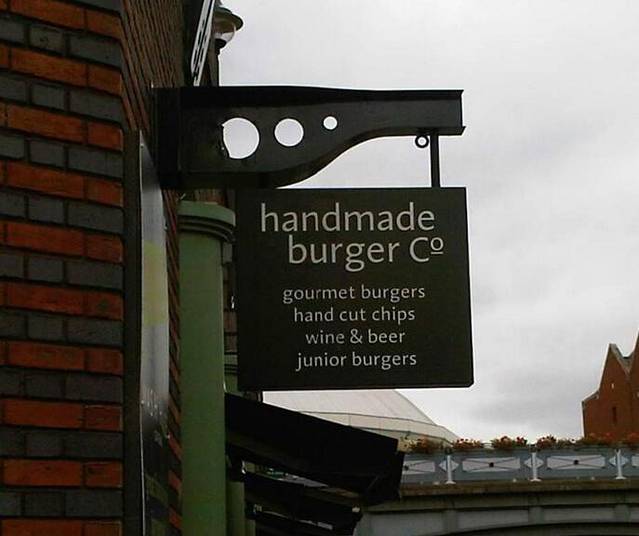 handmade
burger Cº
gourmet burgers
hand cut chips
wine & beer
junior burgers